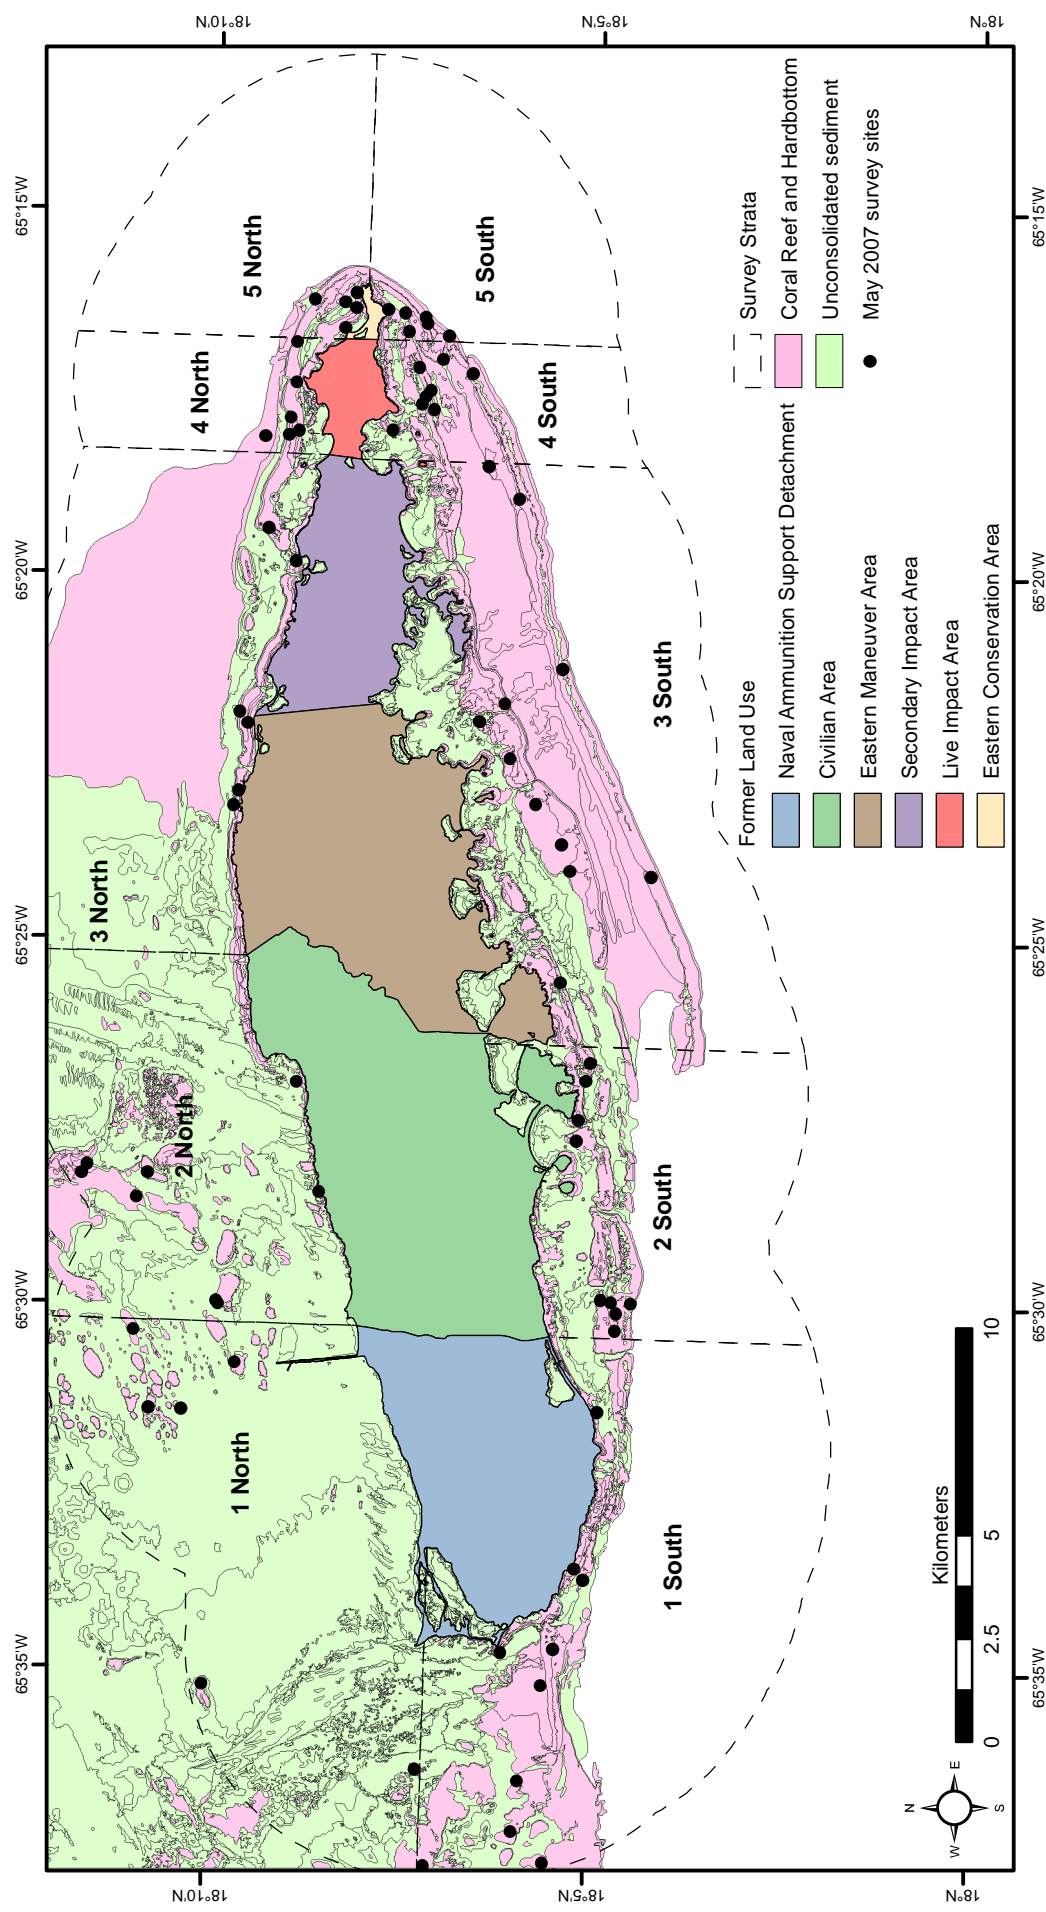 65°35'W
65°30'W
65°25'W
65°20'W
65°15'W
18°10'N
18°10'N
18°5'N
18°5'N
18°N
18°
1 North
2 North
3 North
4 North
5 North
1 South
2 South
3 South
4 South
5 South
Former Land Use
Naval Ammunition Support Detachment
Civilian Area
Eastern Maneuver Area
Secondary Impact Area
Live Impact Area
Eastern Conservation Area
Survey Strata
Coral Reef and Hardbottom
Unconsolidated sediment
May 2007 survey sites
N
W E
S
Kilometers
0 2.5 5 10
65°35'W
65°30'W
65°25'W
65°20'W
65°15'W